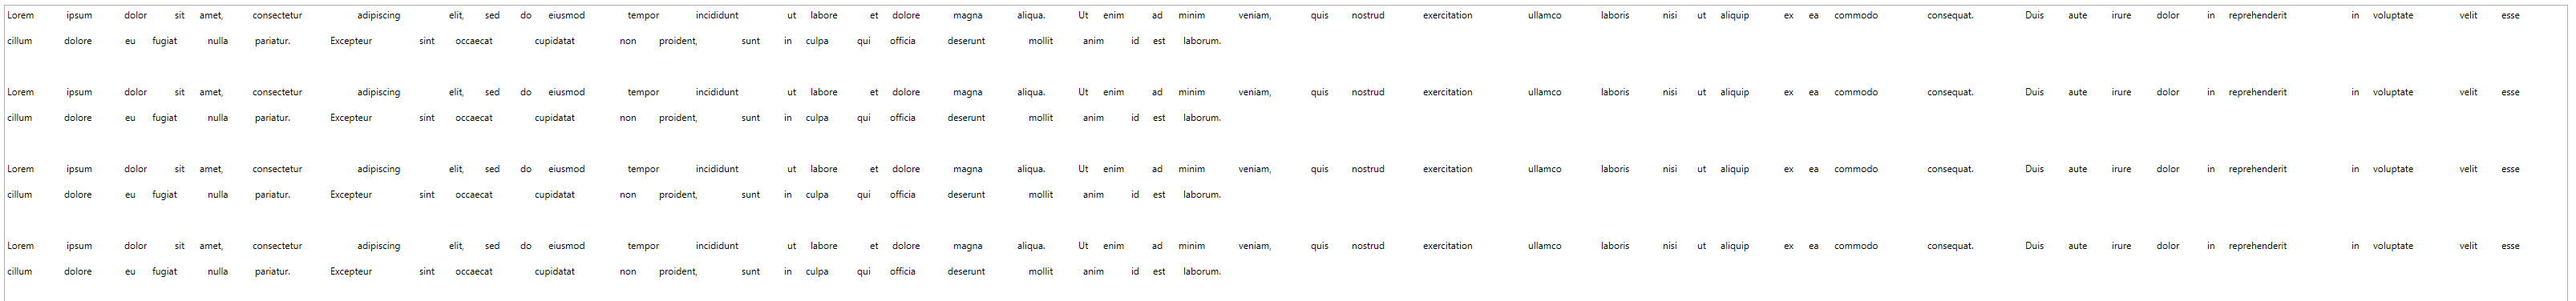 Lorem ipsum dolor sit amet, consectetur adipiscing elit, sed do eiusmod tempor incididunt ut labore et dolore magna aliqua. Ut enim ad minim veniam, quis nostrud exercitation ullamco laboris nisi ut aliquip ex ea commodo consequat. Duis aute irure dolor in reprehenderit in voluptate velit esse
cillum dolore eu fugiat nulla pariatur. Excepteur sint occaecat cupidatat non proident, sunt in culpa qui officia deserunt mollit anim id est laborum.
Lorem ipsum dolor sit amet, consectetur adipiscing elit, sed do eiusmod tempor incididunt ut labore et dolore magna aliqua. Ut enim ad minim veniam, quis nostrud exercitation ullamco laboris nisi ut aliquip ex ea commodo consequat. Duis aute irure dolor in reprehenderit in voluptate velit esse
cillum dolore eu fugiat nulla pariatur. Excepteur sint occaecat cupidatat non proident, sunt in culpa qui officia deserunt mollit anim id est laborum.
Lorem ipsum dolor sit amet, consectetur adipiscing elit, sed do eiusmod tempor incididunt ut labore et dolore magna aliqua. Ut enim ad minim veniam, quis nostrud exercitation ullamco laboris nisi ut aliquip ex ea commodo consequat. Duis aute irure dolor in reprehenderit in voluptate velit esse
cillum dolore eu fugiat nulla pariatur. Excepteur sint occaecat cupidatat non proident, sunt in culpa qui officia deserunt mollit anim id est laborum.
Lorem ipsum dolor sit amet, consectetur adipiscing elit, sed do eiusmod tempor incididunt ut labore et dolore magna aliqua. Ut enim ad minim veniam, quis nostrud exercitation ullamco laboris nisi ut aliquip ex ea commodo consequat. Duis aute irure dolor in reprehenderit in voluptate velit esse
cillum dolore eu fugiat nulla pariatur. Excepteur sint occaecat cupidatat non proident, sunt in culpa qui officia deserunt mollit anim id est laborum.